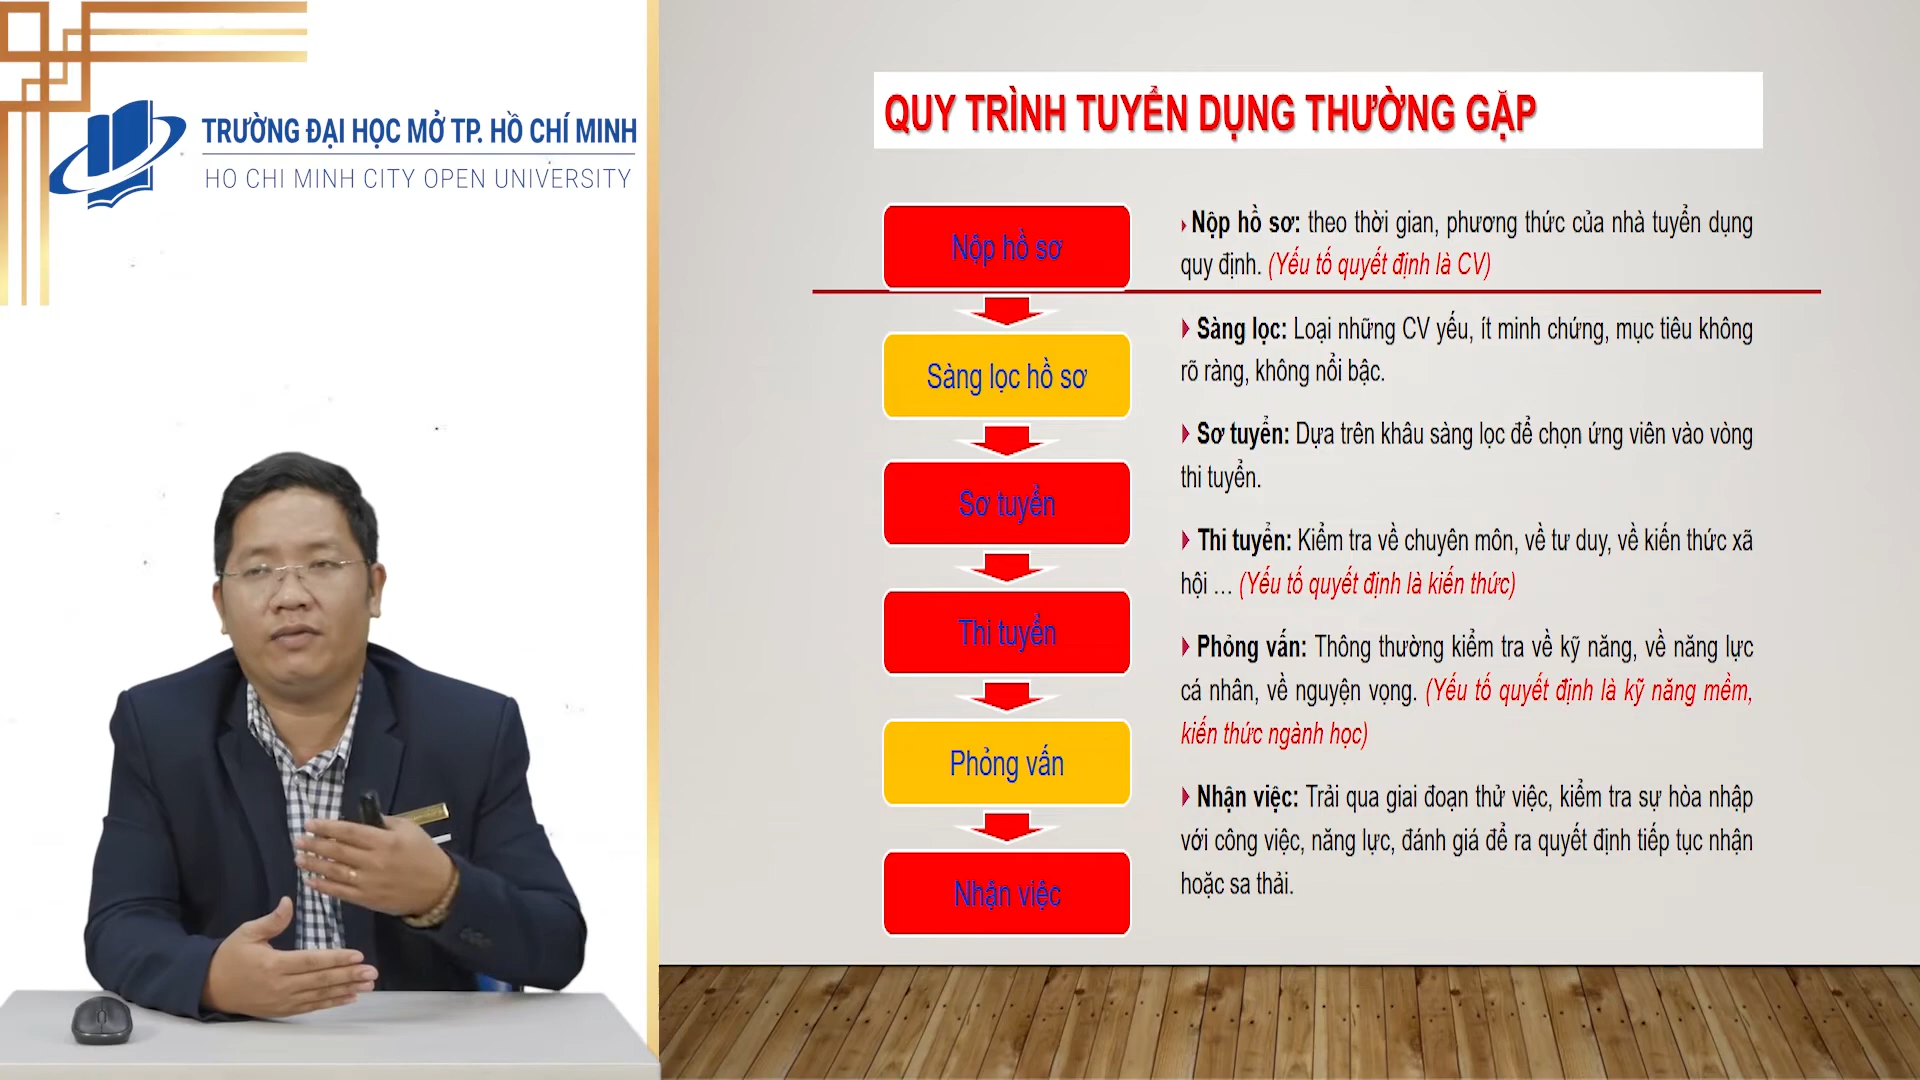 TRƯỜNG ĐẠI HỌC MỞ TP. HỒ CHÍ MINH
HO CHI MINH CITY OPEN UNIVERSITY
QUY TRÌNH TUYỂN DỤNG THƯỜNG GẶP
Nộp hồ sơ
Sàng lọc hồ sơ
Sơ tuyển
Thi tuyển
Phỏng vấn
Nhận việc
Nộp hồ sơ: theo thời gian, phương thức của nhà tuyển dụng
quy định. (Yếu tố quyết định là CV)
Sàng lọc: Loại những CV yếu, ít minh chứng, mục tiêu không
rõ ràng, không nổi bậc.
Sơ tuyển: Dựa trên khâu sàng lọc để chọn ứng viên vào vòng
thi tuyển.
Thi tuyển: Kiểm tra về chuyên môn, về tư duy, về kiến thức xã
hội ... (Yếu tố quyết định là kiến thức)
Phỏng vấn: Thông thường kiểm tra về kỹ năng, về năng lực
cá nhân, về nguyện vọng. (Yếu tố quyết định là kỹ năng mềm,
kiến thức ngành học)
Nhận việc: Trải qua giai đoạn thử việc, kiểm tra sự hòa nhập
với công việc, năng lực, đánh giá để ra quyết định tiếp tục nhận
hoặc sa thải.